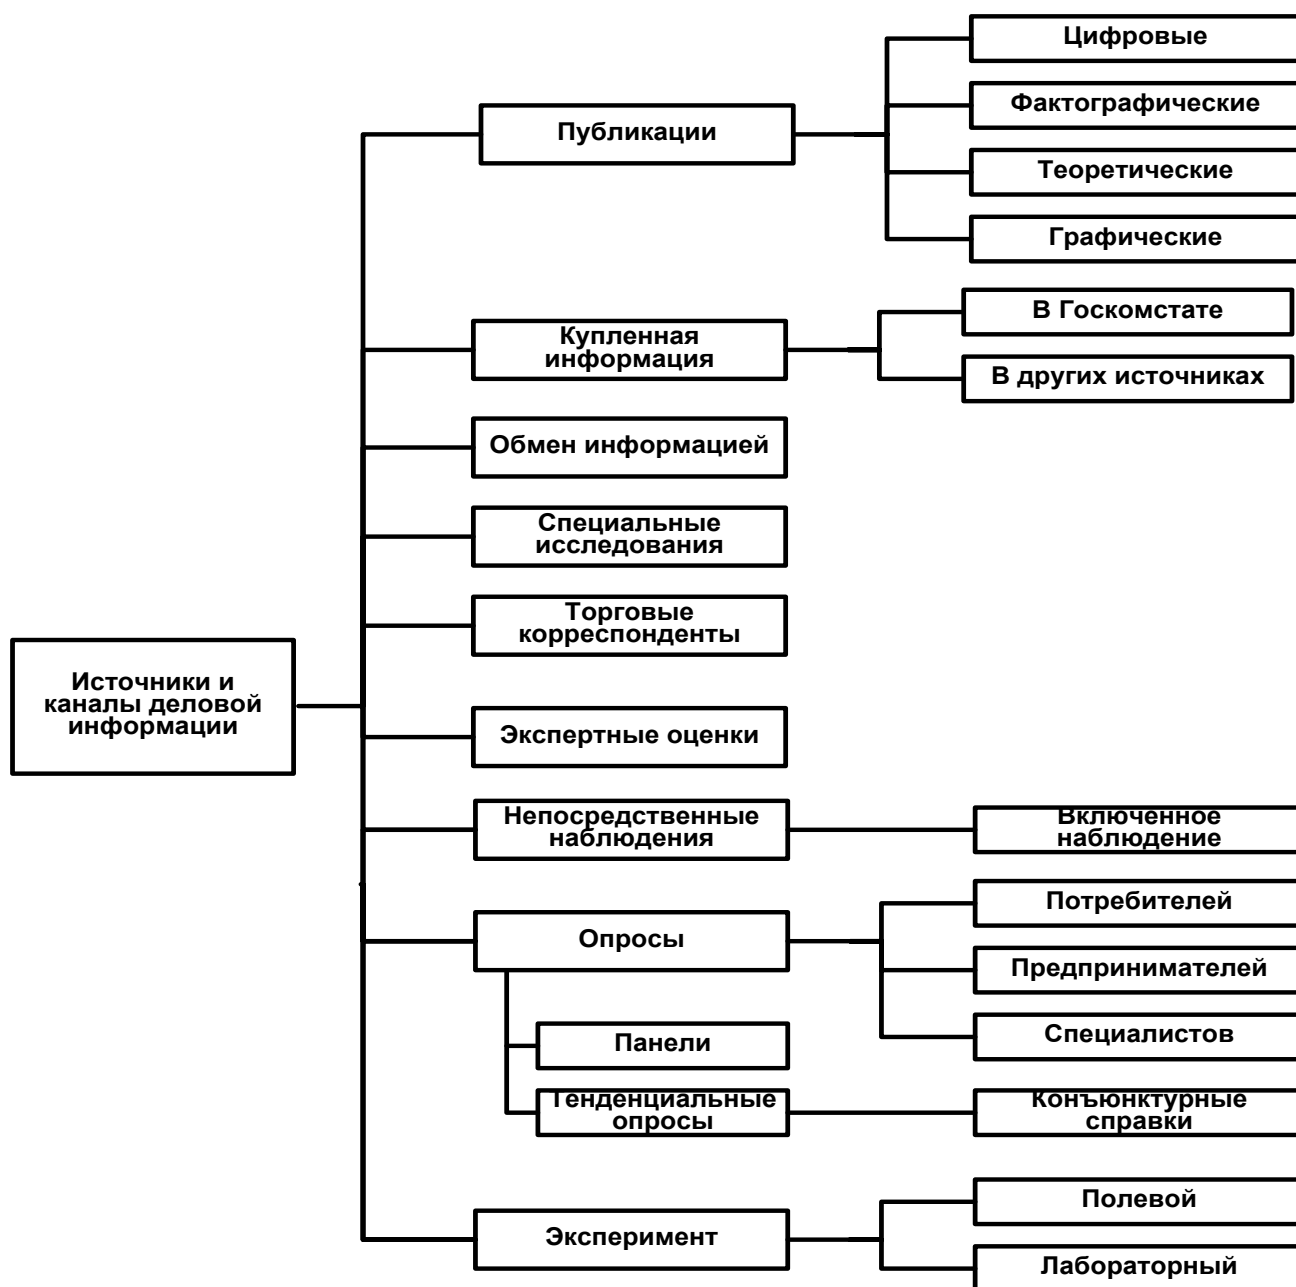 Цифровые
Фактографические
Публикации
Теоретические
Графические
В Госкомстате
Купленная
информация
В других источниках
Обмен информацией
Специальные
исследования
Торговые
корреспонденты
Источники и
каналы деловой
информации
Экспертные оценки
Непосредственные
наблюдения
Включенное
наблюдение
Потребителей
Опросы
Предпринимателей
Специалистов
Панели
Тенденциальные
опросы
Конъюнктурные
справки
Полевой
Эксперимент
Лабораторный